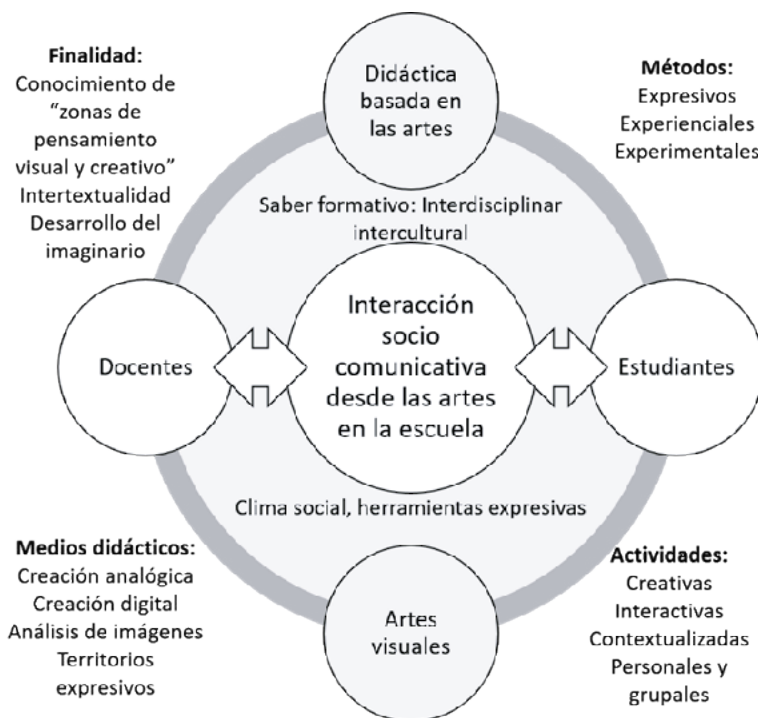 Finalidad:
Conocimiento de
“zonas de
pensamiento
visual y creativo”
Intertextualidad
Desarrollo del
imaginario
Didáctica
basada en
las artes
Métodos:
Expresivos
Experienciales
Experimentales
Saber formativo: Interdisciplinar
intercultural
Docentes
Interacción
socio
comunicativa
desde las artes
en la escuela
Estudiantes
Clima social, herramientas expresivas
Medios didácticos:
Creación analógica
Creación digital
Análisis de imágenes
Territorios
expresivos
Artes
visuales
Actividades:
Creativas
Interactivas
Contextualizadas
Personales y
grupales